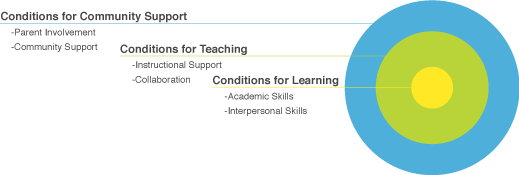 Conditions for Community Support
-Parent Involvement
-Community Support
Conditions for Teaching
-Instructional Support
-Collaboration
Conditions for Learning
-Academic Skills
-Interpersonal Skills